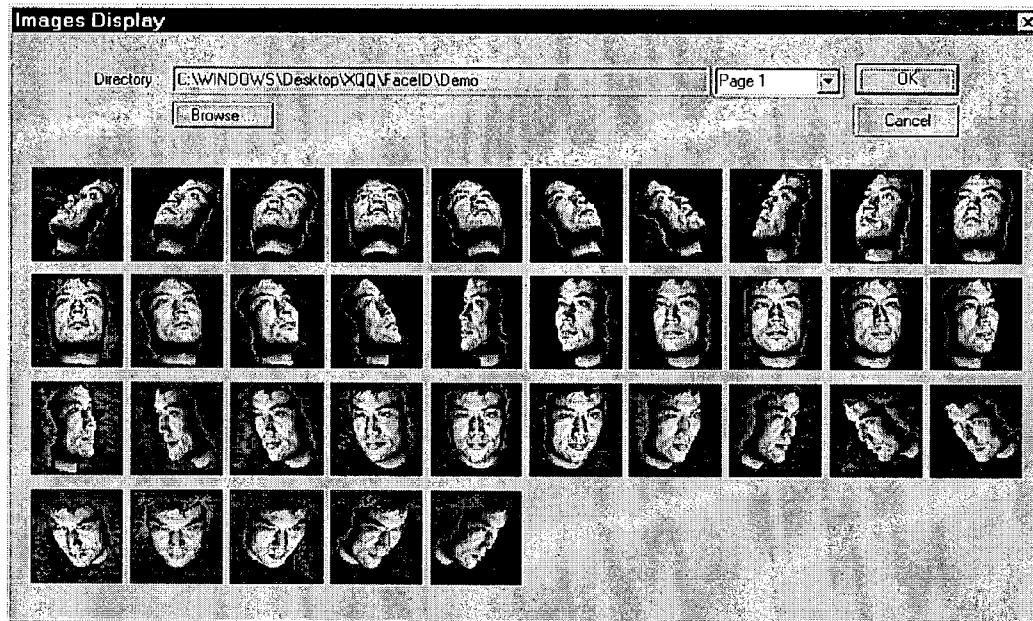 Images Display
Directory C:\WINDOWS\Desktop\XQQ\FaceID\Demo Page 1 OK
Browse... Cancel